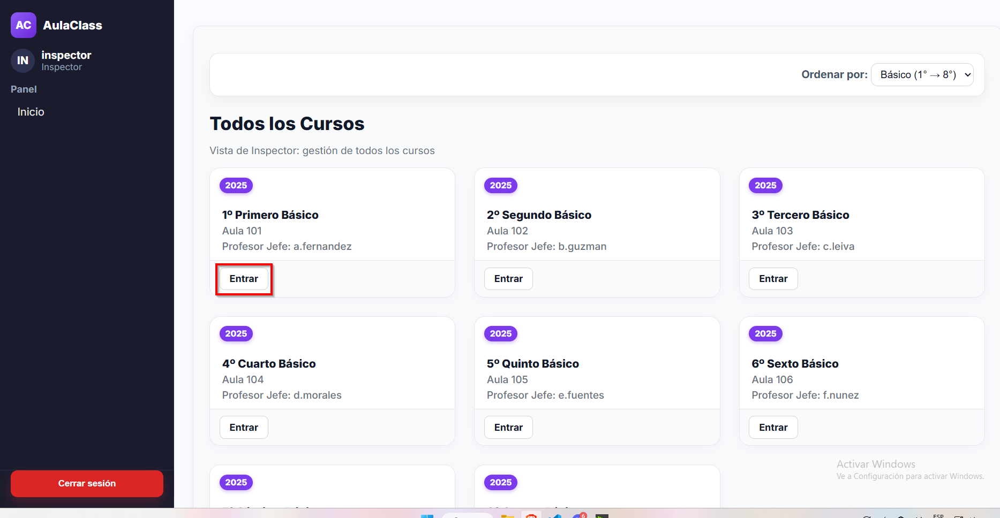 AC AulaClass
IN inspector
Inspector
Panel
Inicio
Cerrar sesión
Ordenar por: Básico (1° → 8°)
Todos los Cursos
Vista de Inspector: gestión de todos los cursos
2025
1º Primero Básico
Aula 101
Profesor Jefe: a.fernandez
Entrar
2025
2º Segundo Básico
Aula 102
Profesor Jefe: b.guzman
Entrar
2025
3º Tercero Básico
Aula 103
Profesor Jefe: c.leiva
Entrar
2025
4º Cuarto Básico
Aula 104
Profesor Jefe: d.morales
Entrar
2025
5º Quinto Básico
Aula 105
Profesor Jefe: e.fuentes
Entrar
2025
6º Sexto Básico
Aula 106
Profesor Jefe: f.nunez
Entrar
2025
2025
Activar Windows
Ve a Configuración para activar Windows.
6
ESP